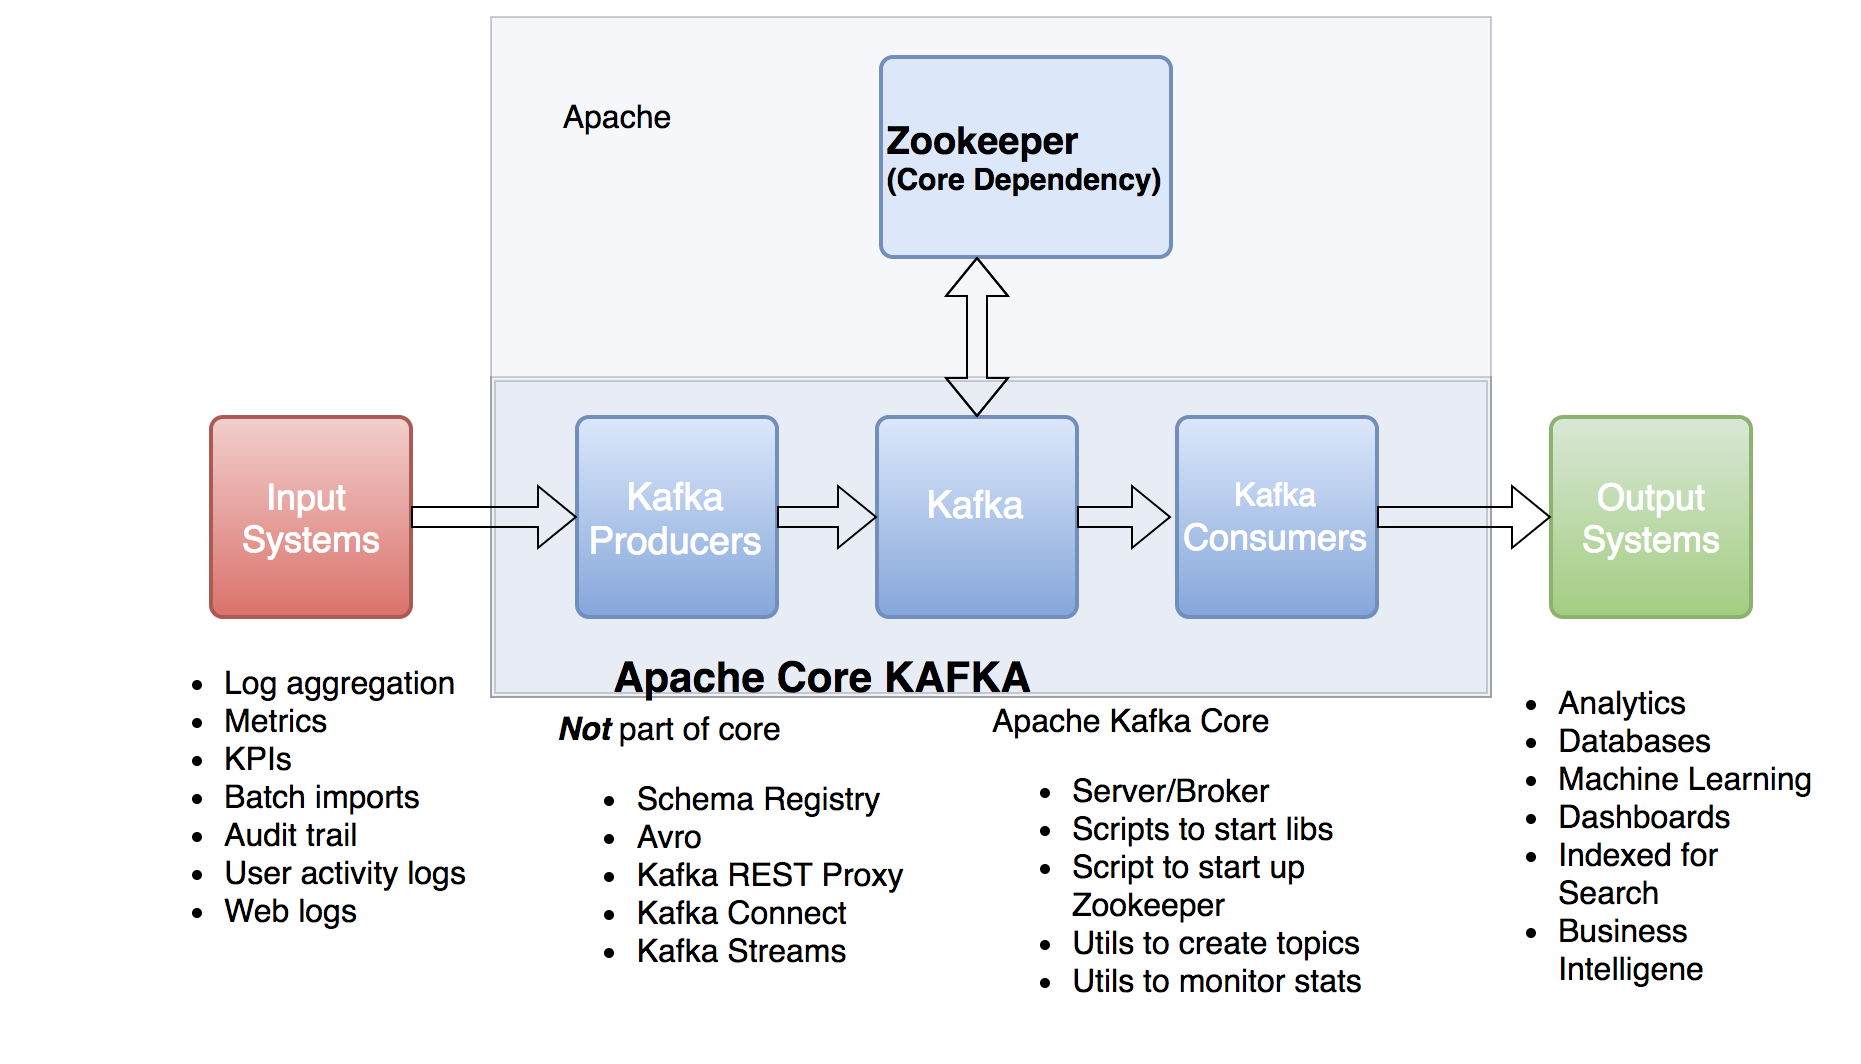 Apache
Zookeeper
(Core Dependency)
Input
Systems
Kafka
Producers
Kafka
Kafka
Consumers
Output
Systems
Apache Core KAFKA
• Log aggregation
• Metrics
• KPIs
• Batch imports
• Audit trail
• User activity logs
• Web logs
Not part of core
• Schema Registry
• Avro
• Kafka REST Proxy
• Kafka Connect
• Kafka Streams
Apache Kafka Core
• Server/Broker
• Scripts to start libs
• Script to start up
Zookeeper
• Utils to create topics
• Utils to monitor stats
• Analytics
• Databases
• Machine Learning
• Dashboards
• Indexed for
Search
• Business
Intelligene